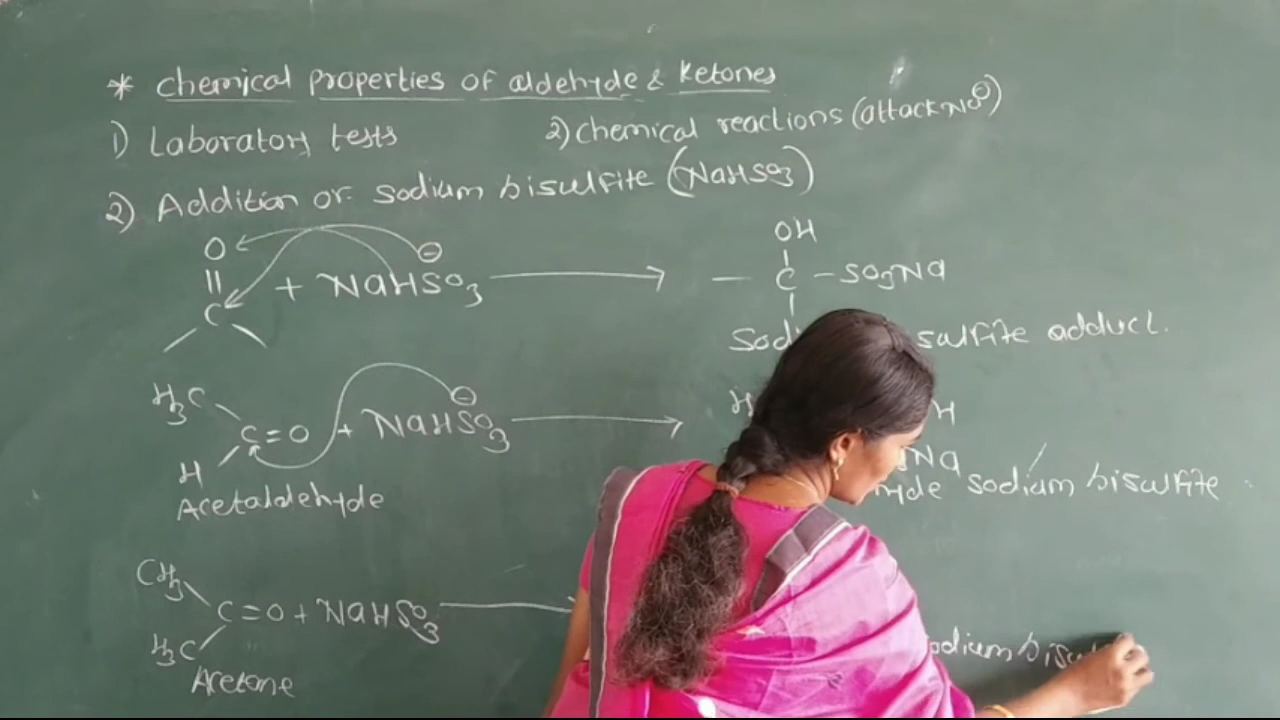 * Chemical properties of aldehyde & Ketones
1) Laboratory tests 2) Chemical reactions (attack Nu⊖)
2) Addition of sodium bisulfite (NaHSO3)
O OH
|| + NaHSO3 ⊖ — C – SO3Na
C
sulfite adduct.
H3C ⊖
C=O + NaHSO3
H Na
Acetaldehyde sodium bisulfite
CH3
C=O + NaHSO3
H3C
Acetone